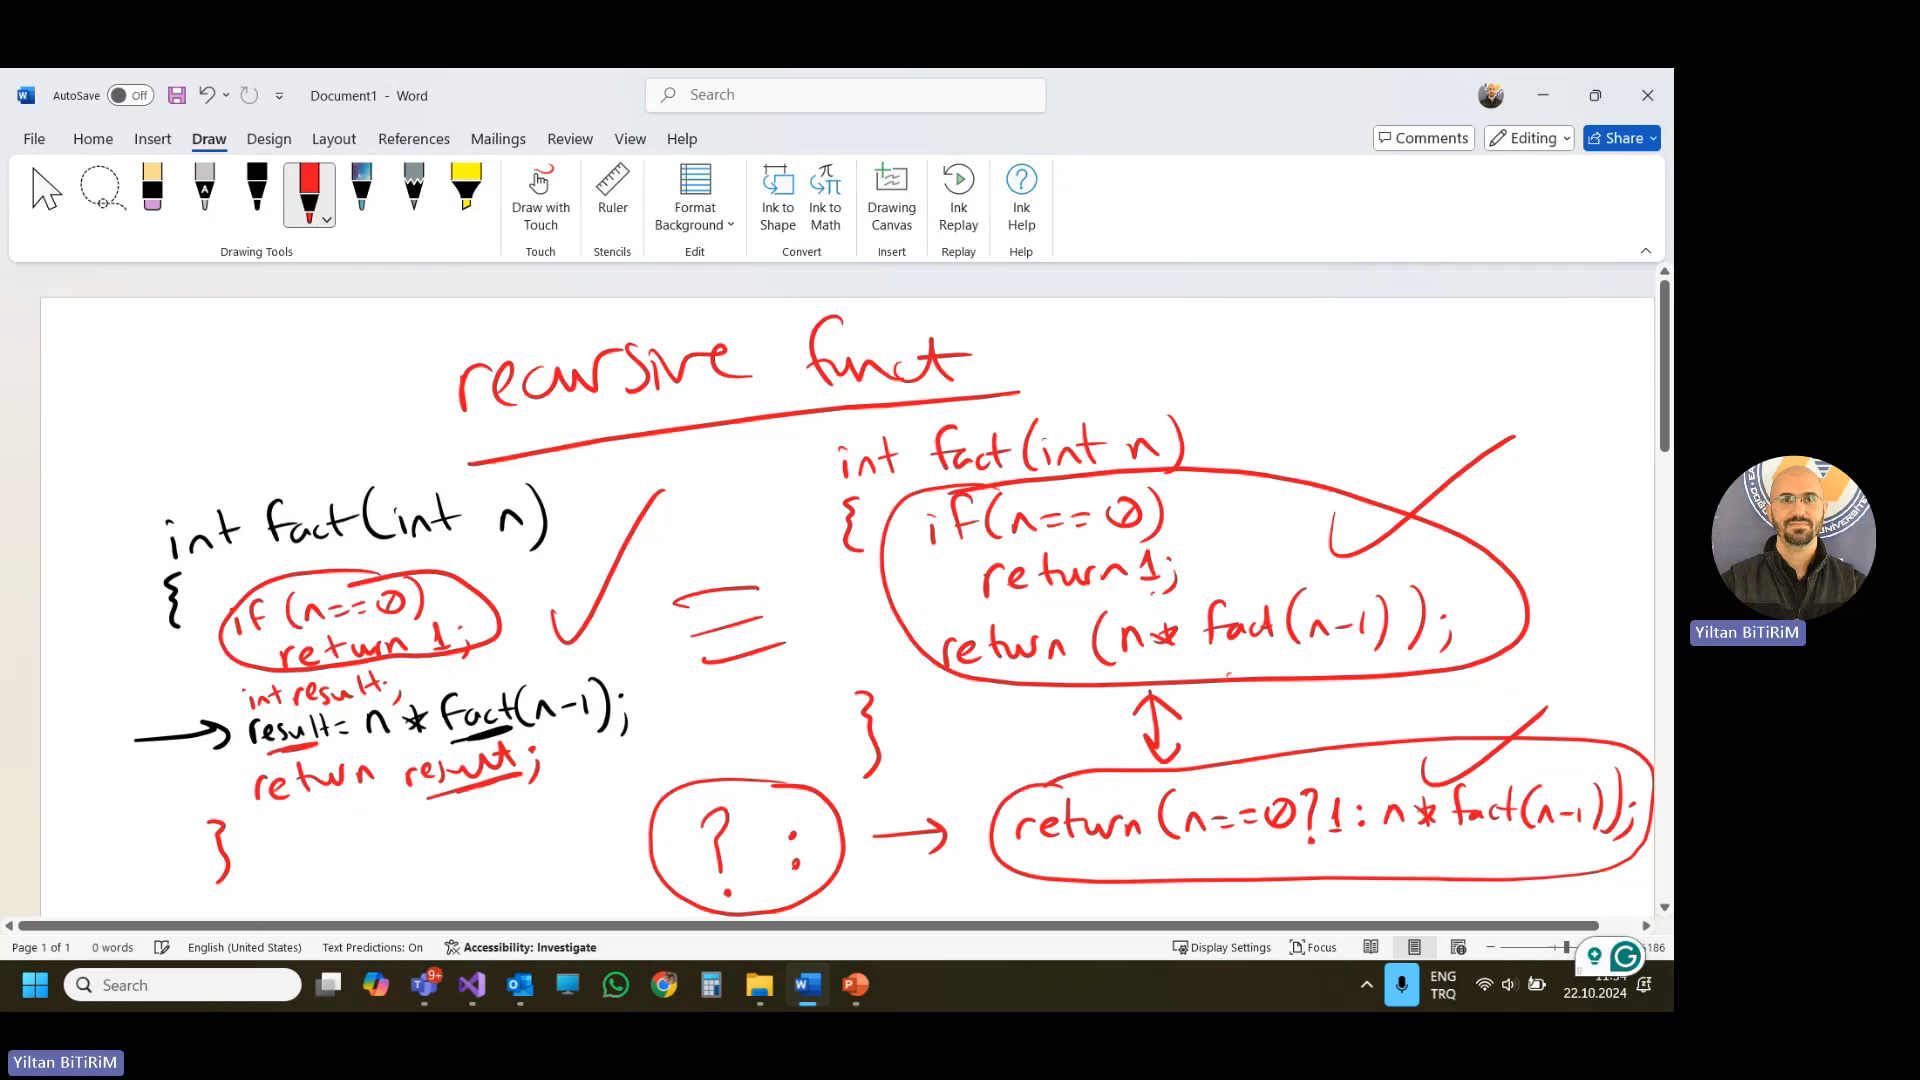 AutoSave Off Document1 - Word Search
File Home Insert Draw Design Layout References Mailings Review View Help Comments Editing Share
Draw with Touch
Ruler
Format Background
Ink to Shape
Ink to Math
Drawing Canvas
Ink Replay
Ink Help
Drawing Tools Touch Stencils Edit Convert Insert Replay Help
recursive funct
int fact(int n)
{
if (n==0)
return 1;
int result;
result= n * fact(n-1);
return result;
}
≡
int fact(int n)
{ if(n==0)
return 1;
return (n* fact(n-1));
}
? :
→ return (n==0?1: n* fact(n-1));
Yiltan BiTiRiM
Page 1 of 1 0 words English (United States) Text Predictions: On Accessibility: Investigate Display Settings Focus
Search 9+ ENG
TRQ
22.10.2024
Yiltan BiTiRiM